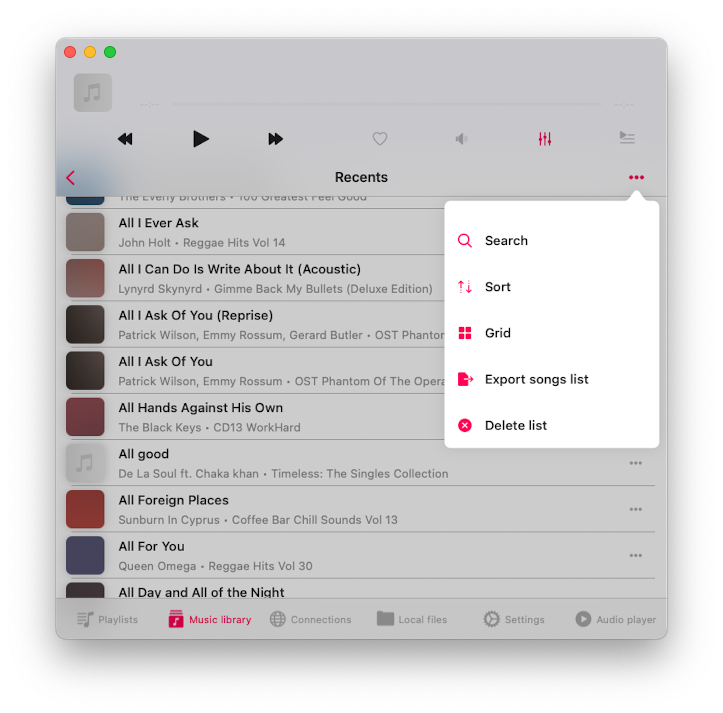 Recents
The Everly Brothers • 100 Greatest Feel Good
All I Ever Ask
John Holt • Reggae Hits Vol 14
All I Can Do Is Write About It (Acoustic)
Lynyrd Skynyrd • Gimme Back My Bullets (Deluxe Edition)
All I Ask Of You (Reprise)
Patrick Wilson, Emmy Rossum, Gerard Butler • OST Phantom
All I Ask Of You
Patrick Wilson, Emmy Rossum • OST Phantom Of The Opera
All Hands Against His Own
The Black Keys • CD13 WorkHard
All good
De La Soul ft. Chaka khan • Timeless: The Singles Collection
All Foreign Places
Sunburn In Cyprus • Coffee Bar Chill Sounds Vol 13
All For You
Queen Omega • Reggae Hits Vol 30
All Day and All of the Night
Search
Sort
Grid
Export songs list
Delete list
Playlists
Music library
Connections
Local files
Settings
Audio player